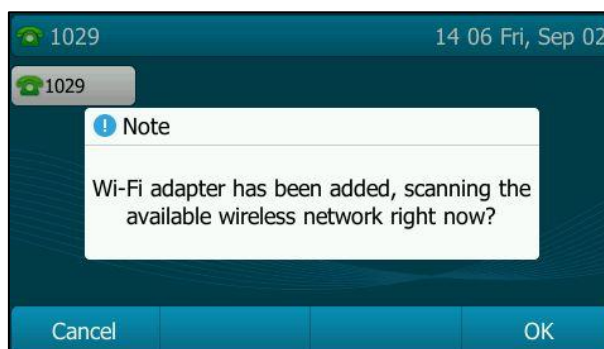 1029 14 06 Fri, Sep 02
1029
Note
Wi-Fi adapter has been added, scanning the
available wireless network right now?
Cancel OK